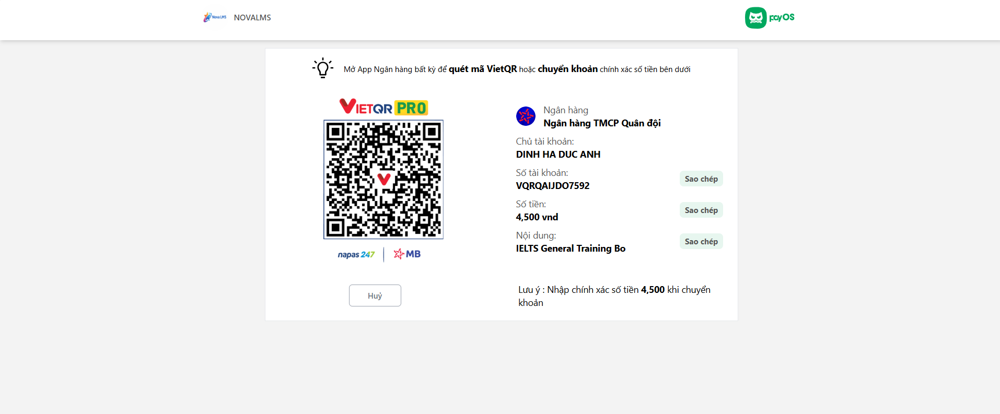 Nova LMS NOVALMS
payOS
Mở App Ngân hàng bất kỳ để quét mã VietQR hoặc chuyển khoản chính xác số tiền bên dưới
VIETQR PRO
napas 247 | MB
Huỷ
Ngân hàng
Ngân hàng TMCP Quân đội
Chủ tài khoản:
DINH HA DUC ANH
Số tài khoản:
VQRQAIJDO7592
Sao chép
Số tiền:
4,500 vnd
Sao chép
Nội dung:
IELTS General Training Bo
Sao chép
Lưu ý : Nhập chính xác số tiền 4,500 khi chuyển
khoản